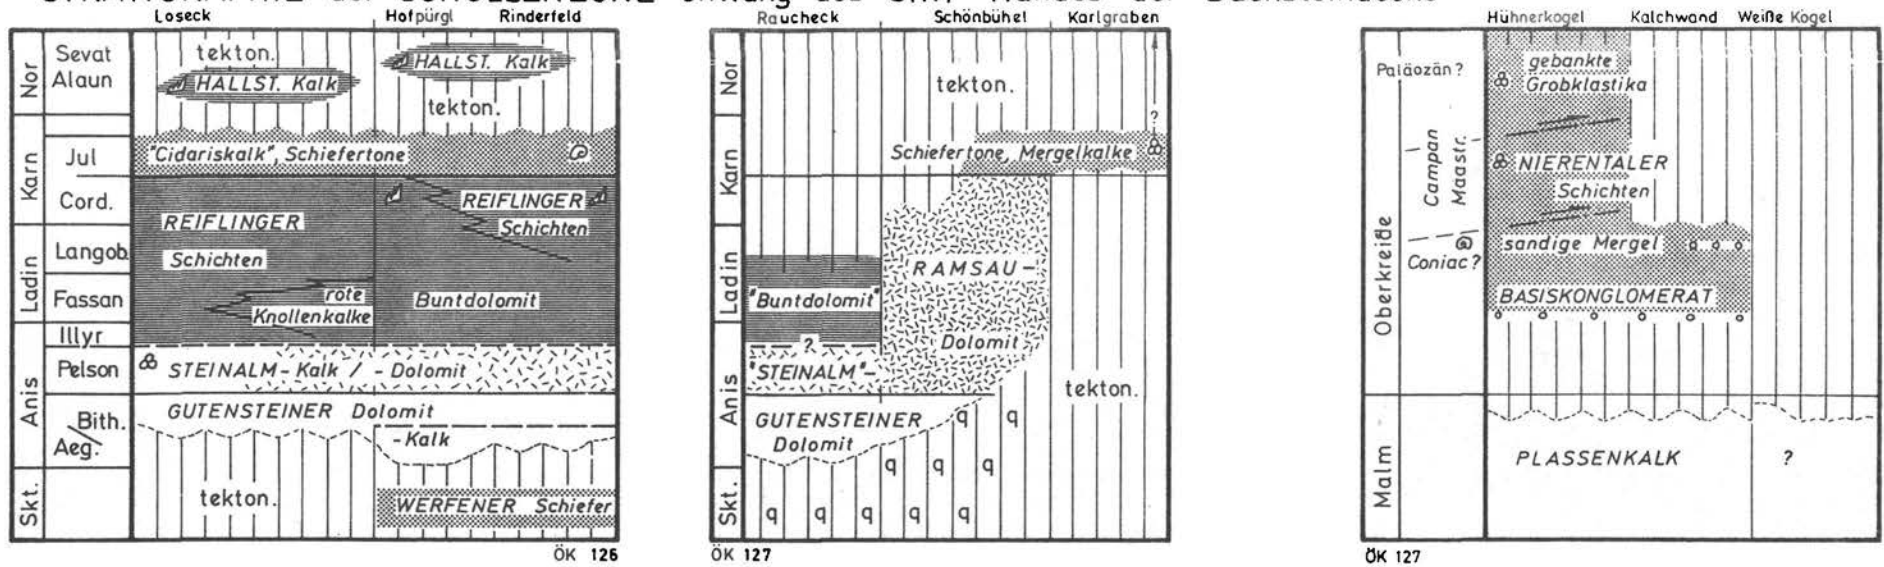 Loseck Hofpürgl Rinderfeld
Nor
Sevat
Alaun
tekton.
HALLST. Kalk
HALLST. Kalk
tekton.
Karn
Jul
"Cidariskalk", Schiefertone
Cord.
REIFLINGER
Schichten
REIFLINGER
Schichten
Ladin
Langob.
Fassan
rote
Knollenkalke
Buntdolomit
Anis
Illyr
Pelson
STEINALM-Kalk / -Dolomit
Bith.
Aeg.
GUTENSTEINER Dolomit
-Kalk
Skt.
tekton.
WERFENER Schiefer
ÖK 126
Raucheck Schönbühel Karlgraben
Nor
tekton.
?
Karn
Schiefertone, Mergelkalke
Ladin
"Buntdolomit"
RAMSAU-
Dolomit
?
Anis
"STEINALM"-
tekton.
GUTENSTEINER
Dolomit
q q
q q q
Skt.
q q q q q
ÖK 127
Hühnerkogel Kalchwand Weiße Kögel
Oberkreide
Paläozän?
gebankte
Grobklastika
Campan
Maastr.
NIERENTALER
Schichten
Coniac?
sandige Mergel
BASISKONGLOMERAT
Malm
PLASSENKALK
?
ÖK 127